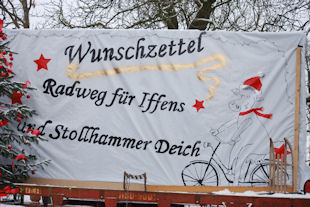 Wunschzettel
Radweg für Iffens
und Stollhammer Deich